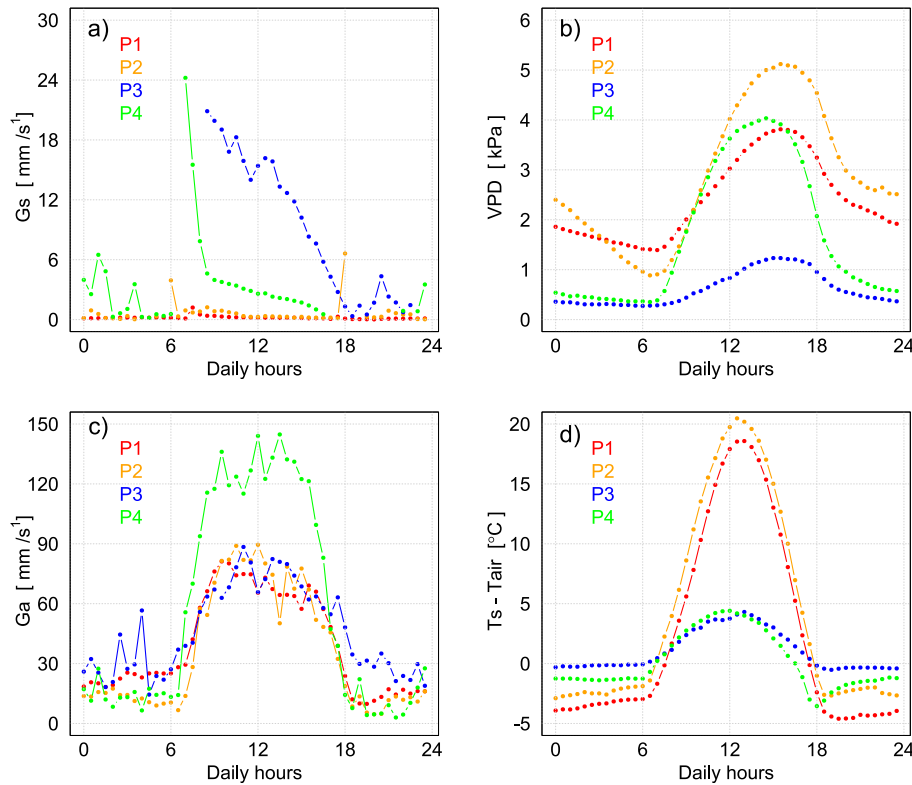 a)
P1
P2
P3
P4
30
24
18
12
6
0
Gs [ mm /s¹]
0 6 12 18 24
Daily hours
b)
P1
P2
P3
P4
6
5
4
3
2
1
0
VPD [ kPa]
0 6 12 18 24
Daily hours
c)
P1
P2
P3
P4
150
120
90
60
30
0
Ga [ mm /s¹]
0 6 12 18 24
Daily hours
d)
P1
P2
P3
P4
20
15
10
5
0
-5
Ts - Tair [°C]
0 6 12 18 24
Daily hours